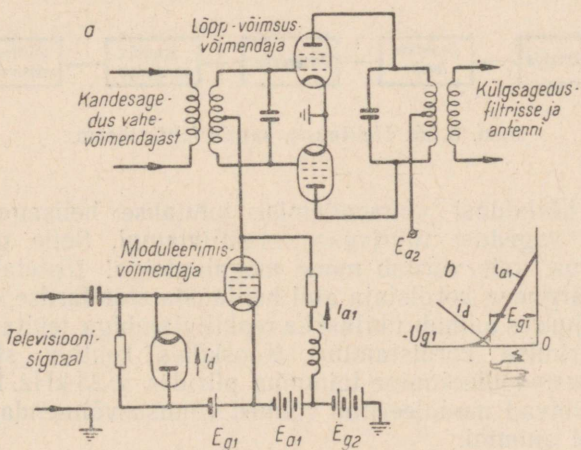 a
Lõpp-võimsus-
võimendaja
Kandesage-
dus vahe-
võimendajast
Külgsagedus-
filtrisse ja
antenni
Ea2
Moduleerimis-
võimendaja
b
ia1
id
Eg1
-Ug1
0
Ia1
Televisiooni-
signaal
id
Eg1
Ea1
Eg2